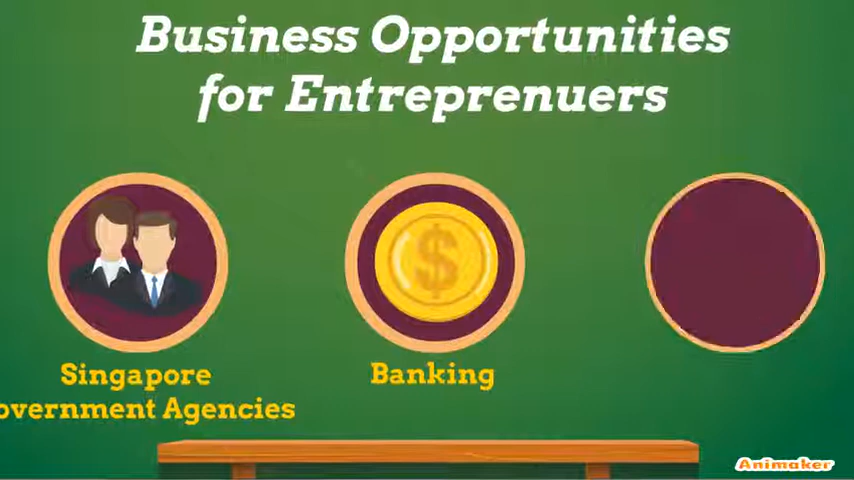 Business Opportunities
for Entreprenuers
Singapore
overnment Agencies
Banking
Animaker